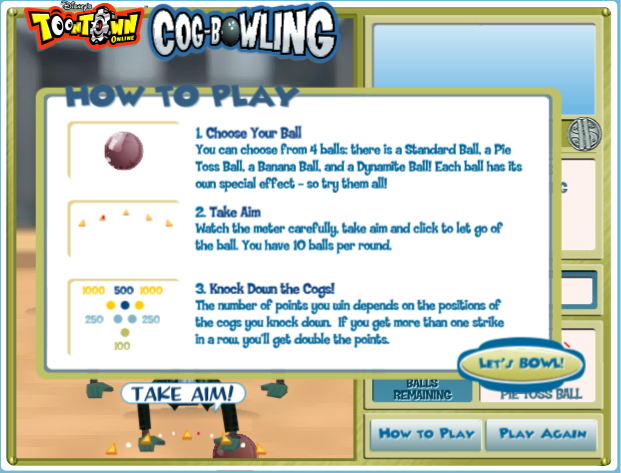 Disney's
TOONTOWN
ONLINE
COG-BOWLING
HOW TO PLAY
1. Choose Your Ball
You can choose from 4 balls: there is a Standard Ball, a Pie
Toss Ball, a Banana Ball, and a Dynamite Ball! Each ball has its
own special effect - so try them all!
2. Take Aim
Watch the meter carefully, take aim and click to let go of
the ball. You have 10 balls per round.
1000 500 1000
250 250
100
3. Knock Down the Cogs!
The number of points you win depends on the positions of
the cogs you knock down. If you get more than one strike
in a row, you'll get double the points.
LET'S BOWL!
TAKE AIM!
BALLS
REMAINING
PIE TOSS BALL
HOW TO PLAY
PLAY AGAIN